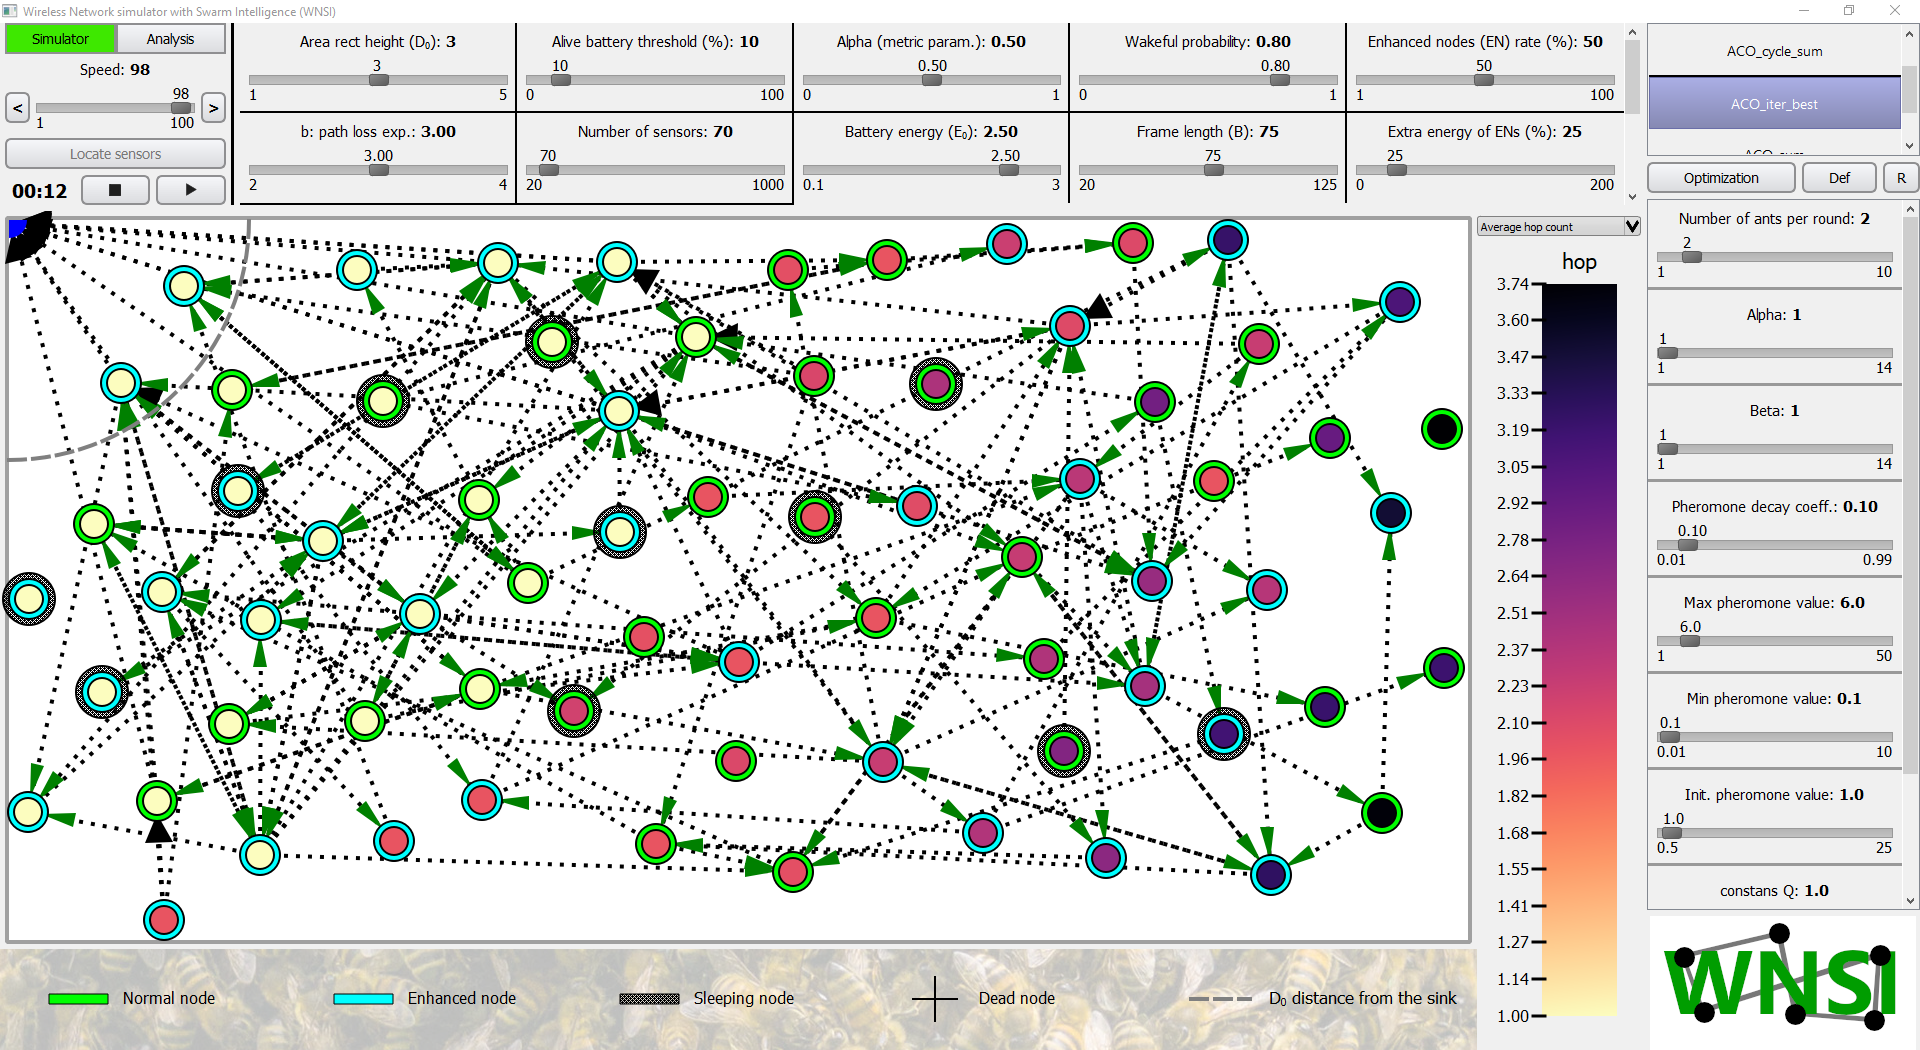 Wireless Network simulator with Swarm Intelligence (WNSI)
Simulator
Analysis
Speed: 98
98
<
>
1
100
Locate sensors
00:12
Area rect height (D₀): 3
3
1
5
Alive battery threshold (%): 10
10
0
100
Alpha (metric param.): 0.50
0.50
0
1
Wakeful probability: 0.80
0.80
0
1
Enhanced nodes (EN) rate (%): 50
50
1
100
b: path loss exp.: 3.00
3.00
2
4
Number of sensors: 70
70
20
1000
Battery energy (E₀): 2.50
2.50
0.1
3
Frame length (B): 75
75
20
125
Extra energy of ENs (%): 25
25
0
200
ACO_cycle_sum
ACO_iter_best
Optimization
Def
R
Number of ants per round: 2
2
1
10
Alpha: 1
1
1
14
Beta: 1
1
1
14
Pheromone decay coeff.: 0.10
0.10
0.01
0.99
Max pheromone value: 6.0
6.0
1
50
Min pheromone value: 0.1
0.1
0.01
10
Init. pheromone value: 1.0
1.0
0.5
25
constans Q: 1.0
Average hop count
hop
3.74
3.60
3.47
3.33
3.19
3.05
2.92
2.78
2.64
2.51
2.37
2.23
2.10
1.96
1.82
1.68
1.55
1.41
1.27
1.14
1.00
Normal node
Enhanced node
Sleeping node
Dead node
D₀ distance from the sink
WNSI